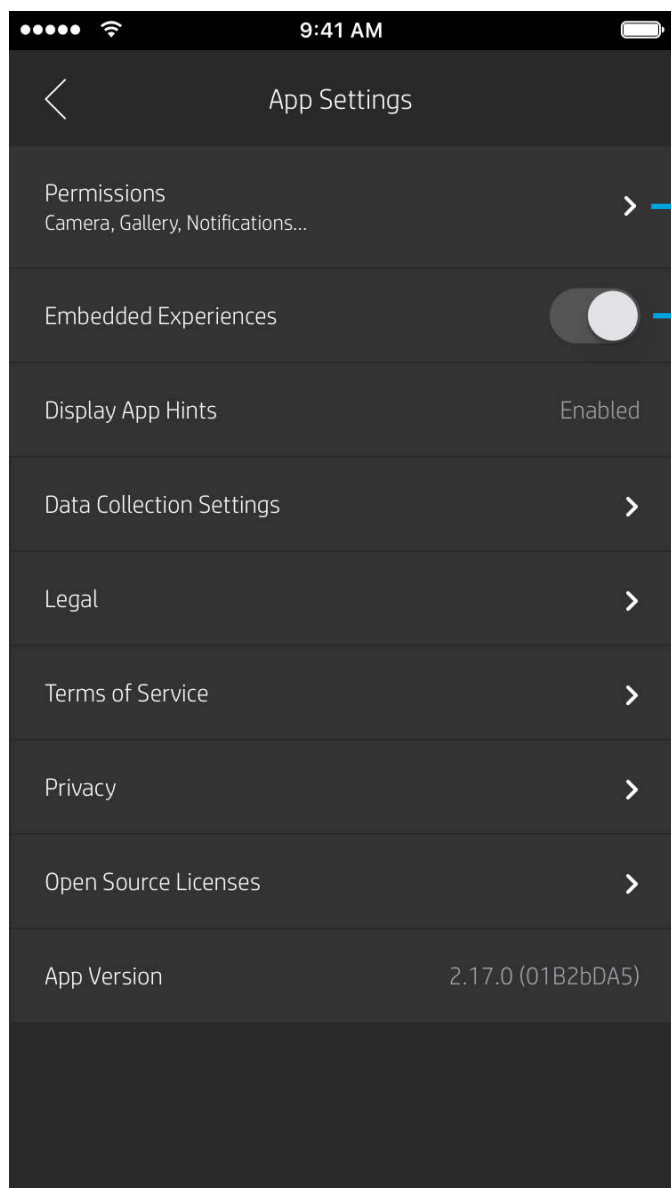 9:41 AM
App Settings
Permissions
Camera, Gallery, Notifications...
Embedded Experiences
Display App Hints Enabled
Data Collection Settings
Legal
Terms of Service
Privacy
Open Source Licenses
App Version 2.17.0 (01B2bDA5)